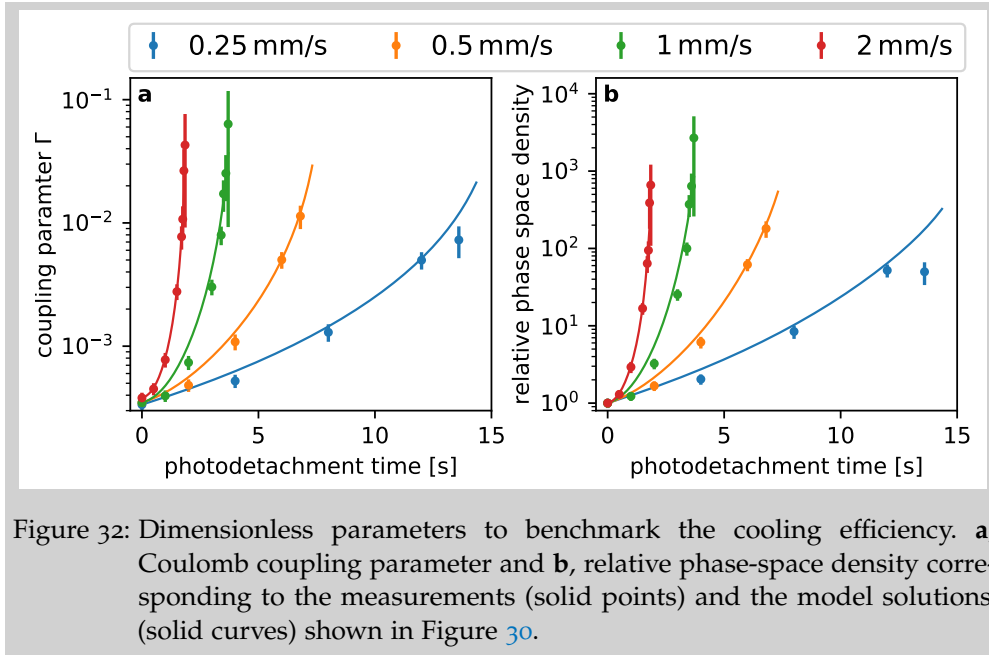 0.25 mm/s 0.5 mm/s 1 mm/s 2 mm/s
a
coupling paramter Γ
10⁻¹
10⁻²
10⁻³
0 5 10 15
photodetachment time [s]
b
relative phase space density
10⁴
10³
10²
10¹
10⁰
0 5 10 15
photodetachment time [s]
Figure 32: Dimensionless parameters to benchmark the cooling efficiency. a
Coulomb coupling parameter and b, relative phase-space density corre-
sponding to the measurements (solid points) and the model solutions
(solid curves) shown in Figure 30.